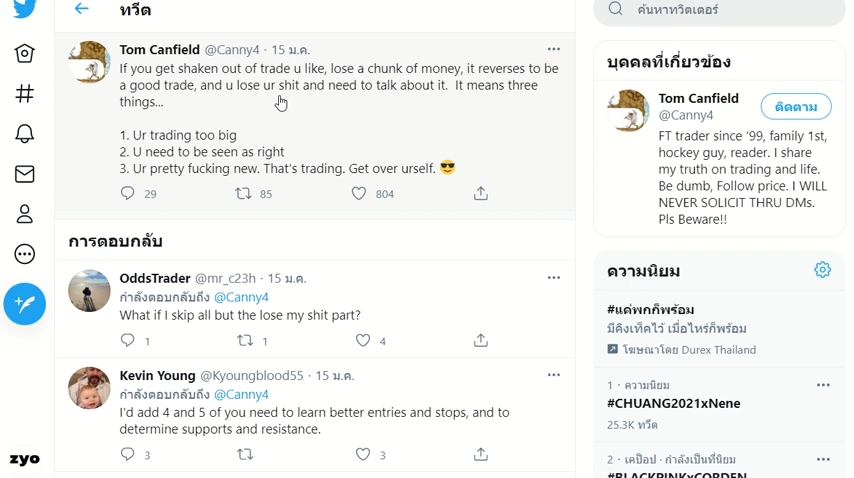 ทวีต
ค้นหาทวิตเตอร์
Tom Canfield @Canny4 · 15 ม.ค.
If you get shaken out of trade u like, lose a chunk of money, it reverses to be
a good trade, and u lose ur shit and need to talk about it.  It means three
things...
1. Ur trading too big
2. U need to be seen as right
3. Ur pretty fucking new. That's trading. Get over urself. 😎
29 85 804
การตอบกลับ
OddsTrader @mr_c23h · 15 ม.ค.
กำลังตอบกลับถึง @Canny4
What if I skip all but the lose my shit part?
1 1 4
Kevin Young @Kyoungblood55 · 15 ม.ค.
กำลังตอบกลับถึง @Canny4
I'd add 4 and 5 of you need to learn better entries and stops, and to
determine supports and resistance.
3 3
บุคคลที่เกี่ยวข้อง
Tom Canfield
@Canny4
ติดตาม
FT trader since '99, family 1st,
hockey guy, reader. I share
my truth on trading and life.
Be dumb, Follow price. I WILL
NEVER SOLICIT THRU DMs.
Pls Beware!!
ความนิยม
#แค่พกก็พร้อม
มีคิงเท็คไว้ เมื่อไหร่ก็พร้อม
โฆษณาโดย Durex Thailand
1 · ความนิยม
#CHUANG2021xNene
25.3K ทวีต
2 · เคป็อป · กำลังเป็นที่นิยม
#BLACKPINKxCORDEN
zyo